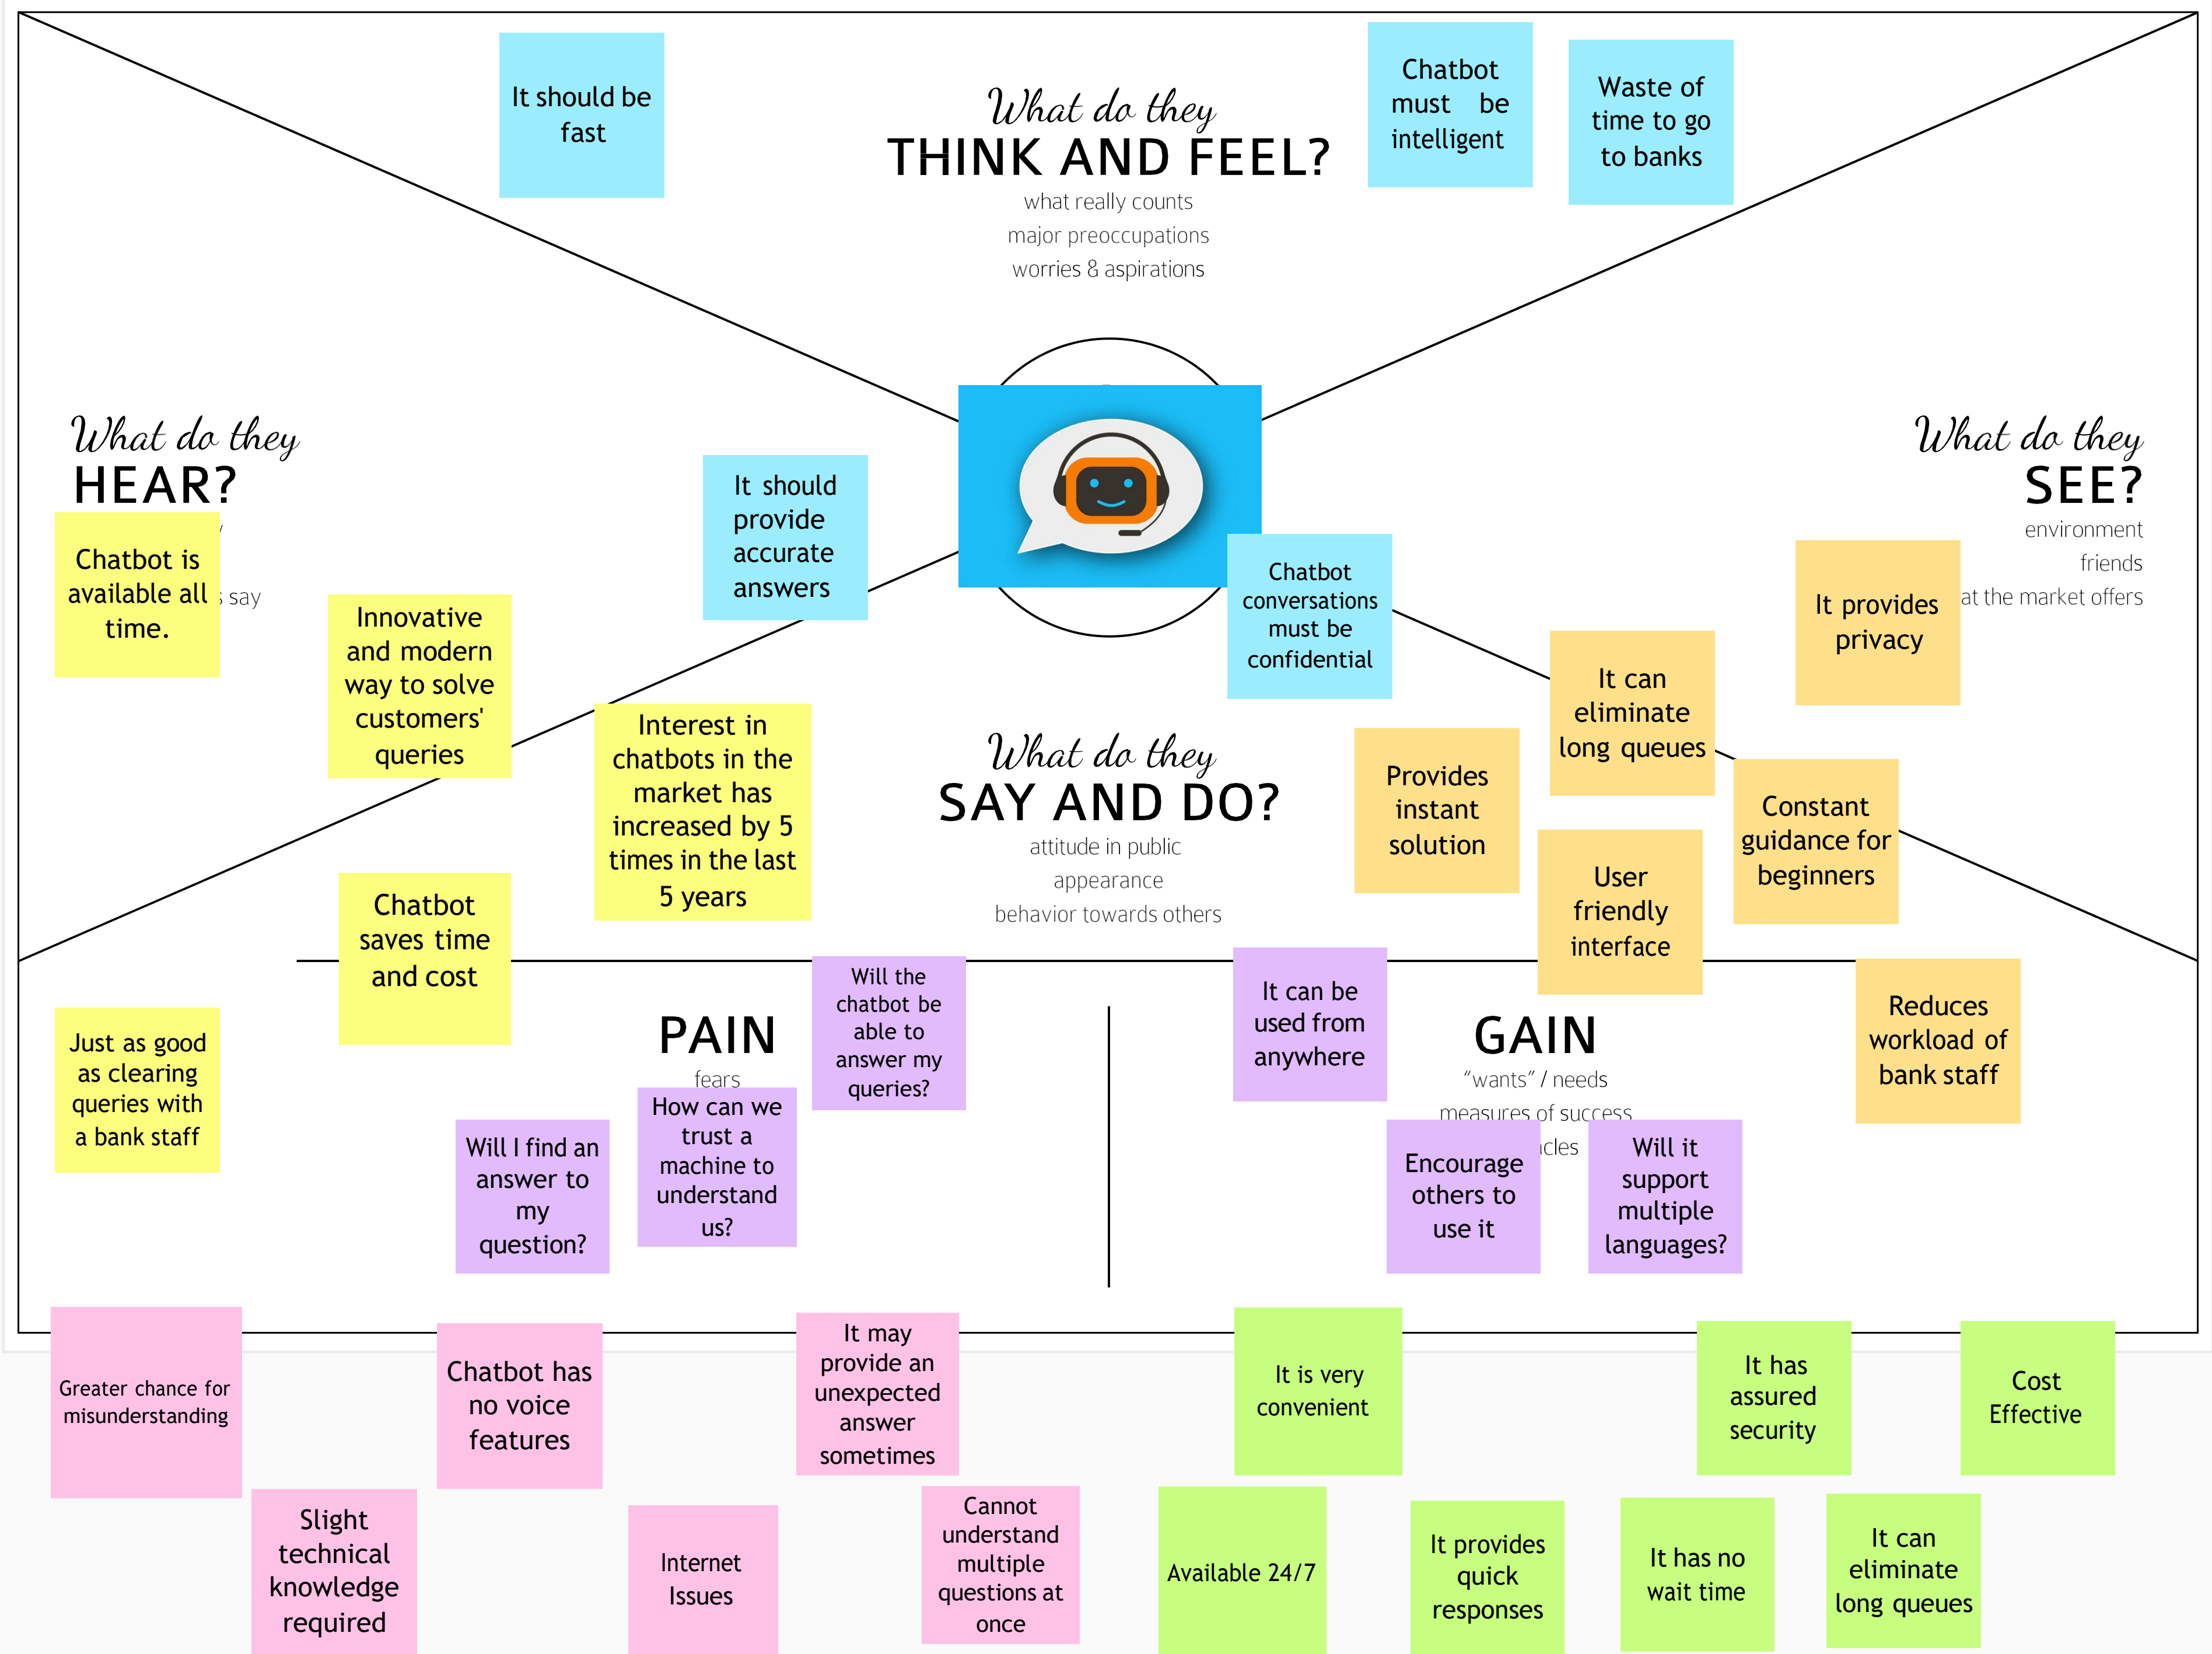 It should be
fast
What do they
THINK AND FEEL?
what really counts
major preoccupations
worries & aspirations
Chatbot
must be
intelligent
Waste of
time to go
to banks
What do they
HEAR?
say
Chatbot is
available all
time.
Innovative
and modern
way to solve
customers'
queries
It should
provide
accurate
answers
Interest in
chatbots in the
market has
increased by 5
times in the last
5 years
Chatbot
saves time
and cost
Just as good
as clearing
queries with
a bank staff
Chatbot
conversations
must be
confidential
What do they
SEE?
environment
friends
at the market offers
It provides
privacy
It can
eliminate
long queues
Provides
instant
solution
Constant
guidance for
beginners
User
friendly
interface
Reduces
workload of
bank staff
What do they
SAY AND DO?
attitude in public
appearance
behavior towards others
PAIN
fears
Will the
chatbot be
able to
answer my
queries?
How can we
trust a
machine to
understand
us?
Will I find an
answer to
my
question?
GAIN
“wants” / needs
measures of success
It can be
used from
anywhere
Encourage
others to
use it
Will it
support
multiple
languages?
Greater chance for
misunderstanding
Chatbot has
no voice
features
It may
provide an
unexpected
answer
sometimes
Slight
technical
knowledge
required
Internet
Issues
Cannot
understand
multiple
questions at
once
It is very
convenient
It has
assured
security
Cost
Effective
Available 24/7
It provides
quick
responses
It has no
wait time
It can
eliminate
long queues